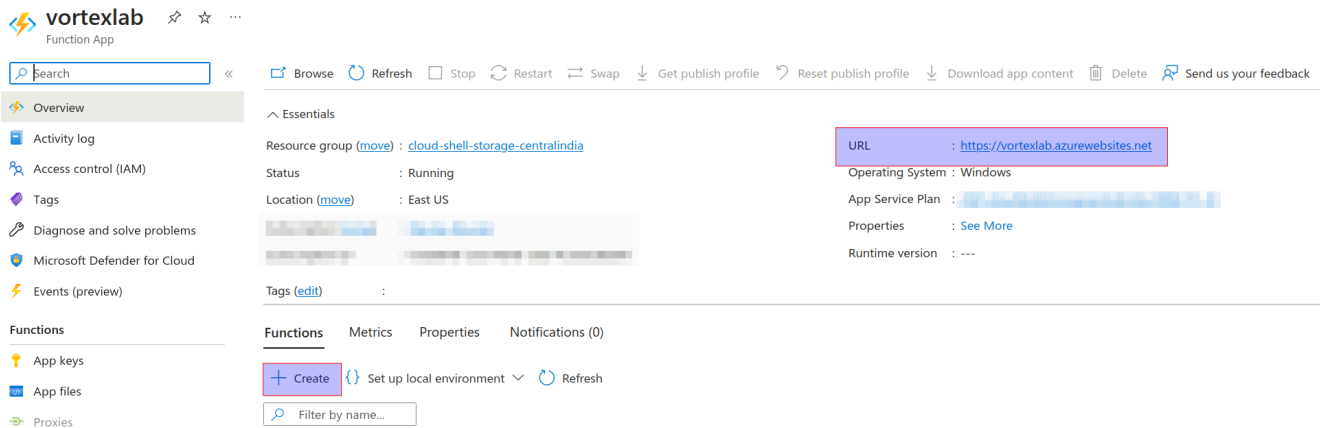 vortexlab
Function App
Search
Browse Refresh Stop Restart Swap Get publish profile Reset publish profile Download app content Delete Send us your feedback
Overview
Activity log
Access control (IAM)
Tags
Diagnose and solve problems
Microsoft Defender for Cloud
Events (preview)
Functions
App keys
App files
Proxies
Essentials
Resource group (move) : cloud-shell-storage-centralindia
Status : Running
Location (move) : East US
Tags (edit) :
URL : https://vortexlab.azurewebsites.net
Operating System : Windows
App Service Plan :
Properties : See More
Runtime version : ---
Functions Metrics Properties Notifications (0)
Create {} Set up local environment Refresh
Filter by name...